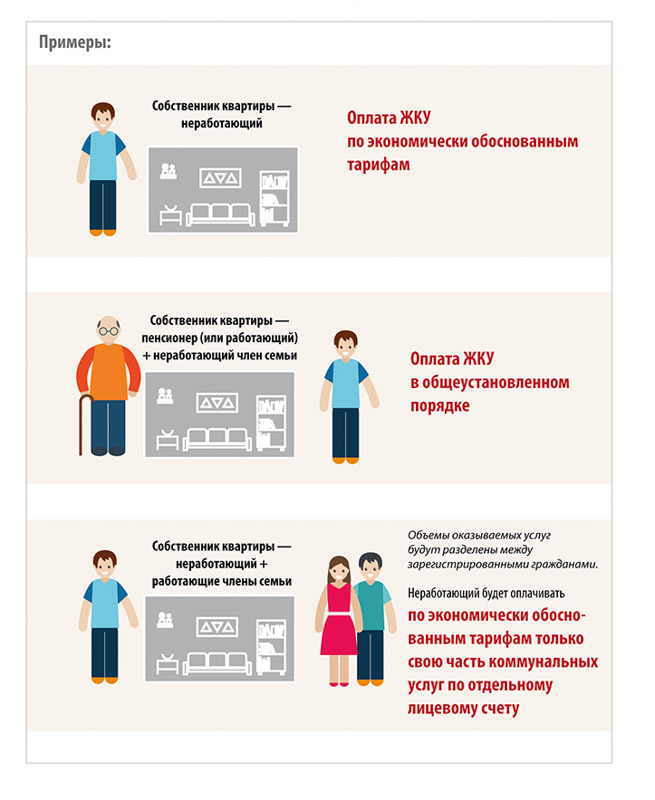 Примеры:
Собственник квартиры —
неработающий
Оплата ЖКУ
по экономически обоснованным
тарифам
Собственник квартиры —
пенсионер (или работающий)
+ неработающий член семьи
Оплата ЖКУ
в общеустановленном
порядке
Собственник квартиры —
неработающий +
работающие члены семьи
Объемы оказываемых услуг
будут разделены между
зарегистрированными гражданами.
Неработающий будет оплачивать
по экономически обосно-
ванным тарифам только
свою часть коммунальных
услуг по отдельному
лицевому счету